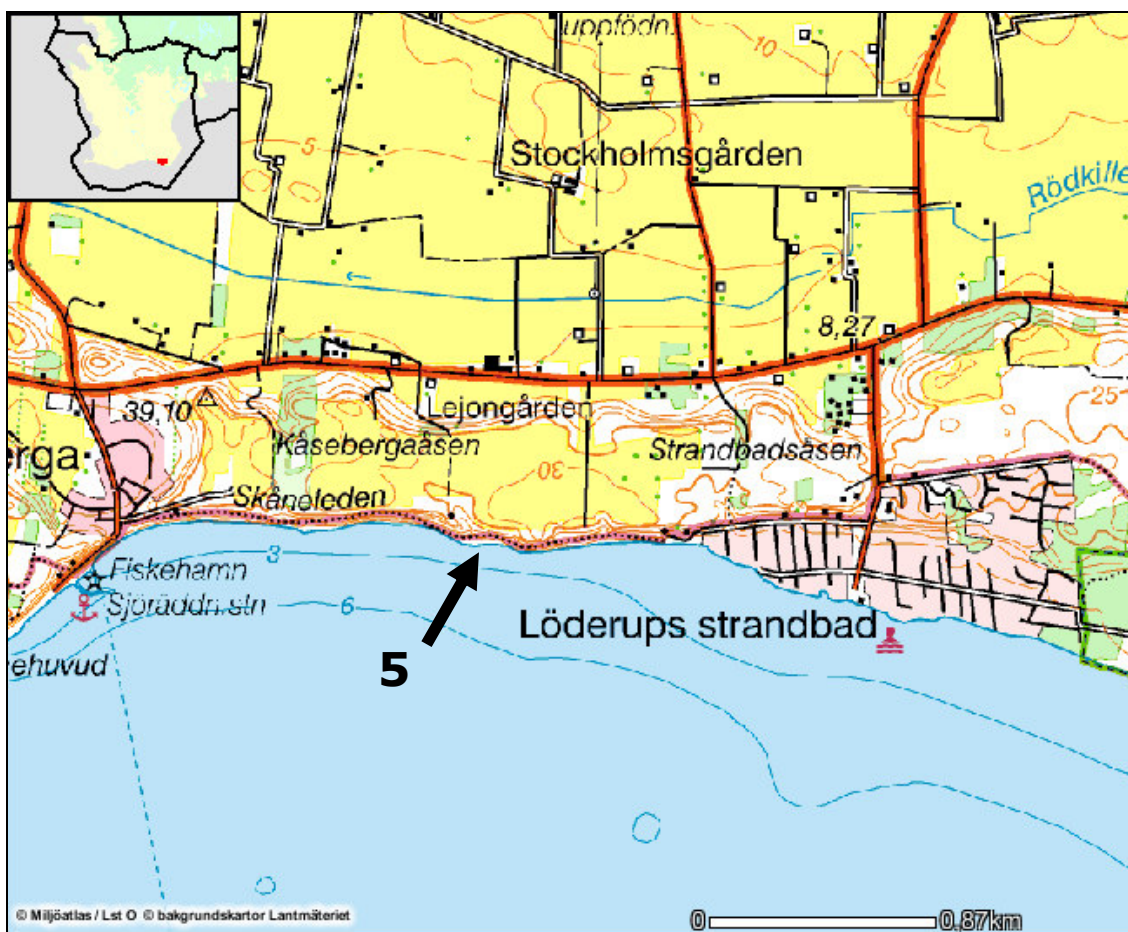 uppfödn.
10
5
Stockholmsgården
Rödkille
8,27
39,10
Lejongården
25
erga
Kåsebergaåsen
Strandbadsåsen
30
Skåneleden
3
Fiskehamn
Sjöräddn.stn
6
Löderups strandbad
ehuvud
5
© Miljöatlas / Lst O © bakgrundskartor Lantmäteriet
0
0,87km